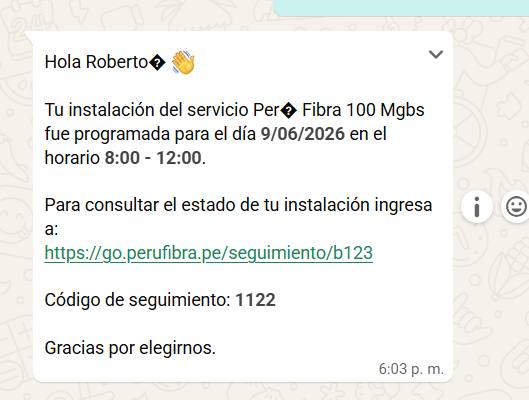 Hola Roberto� 👋
Tu instalación del servicio Per� Fibra 100 Mgbs
fue programada para el día 9/06/2026 en el
horario 8:00 - 12:00.
Para consultar el estado de tu instalación ingresa
a:
https://go.perufibra.pe/seguimiento/b123
Código de seguimiento: 1122
Gracias por elegirnos.
6:03 p. m.